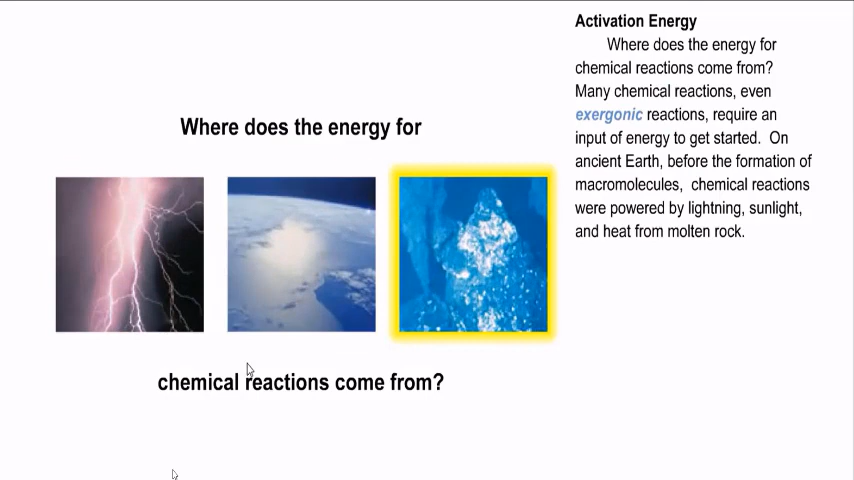 Activation Energy
Where does the energy for
chemical reactions come from?
Many chemical reactions, even
exergonic reactions, require an
input of energy to get started. On
ancient Earth, before the formation of
macromolecules, chemical reactions
were powered by lightning, sunlight,
and heat from molten rock.
Where does the energy for
chemical reactions come from?